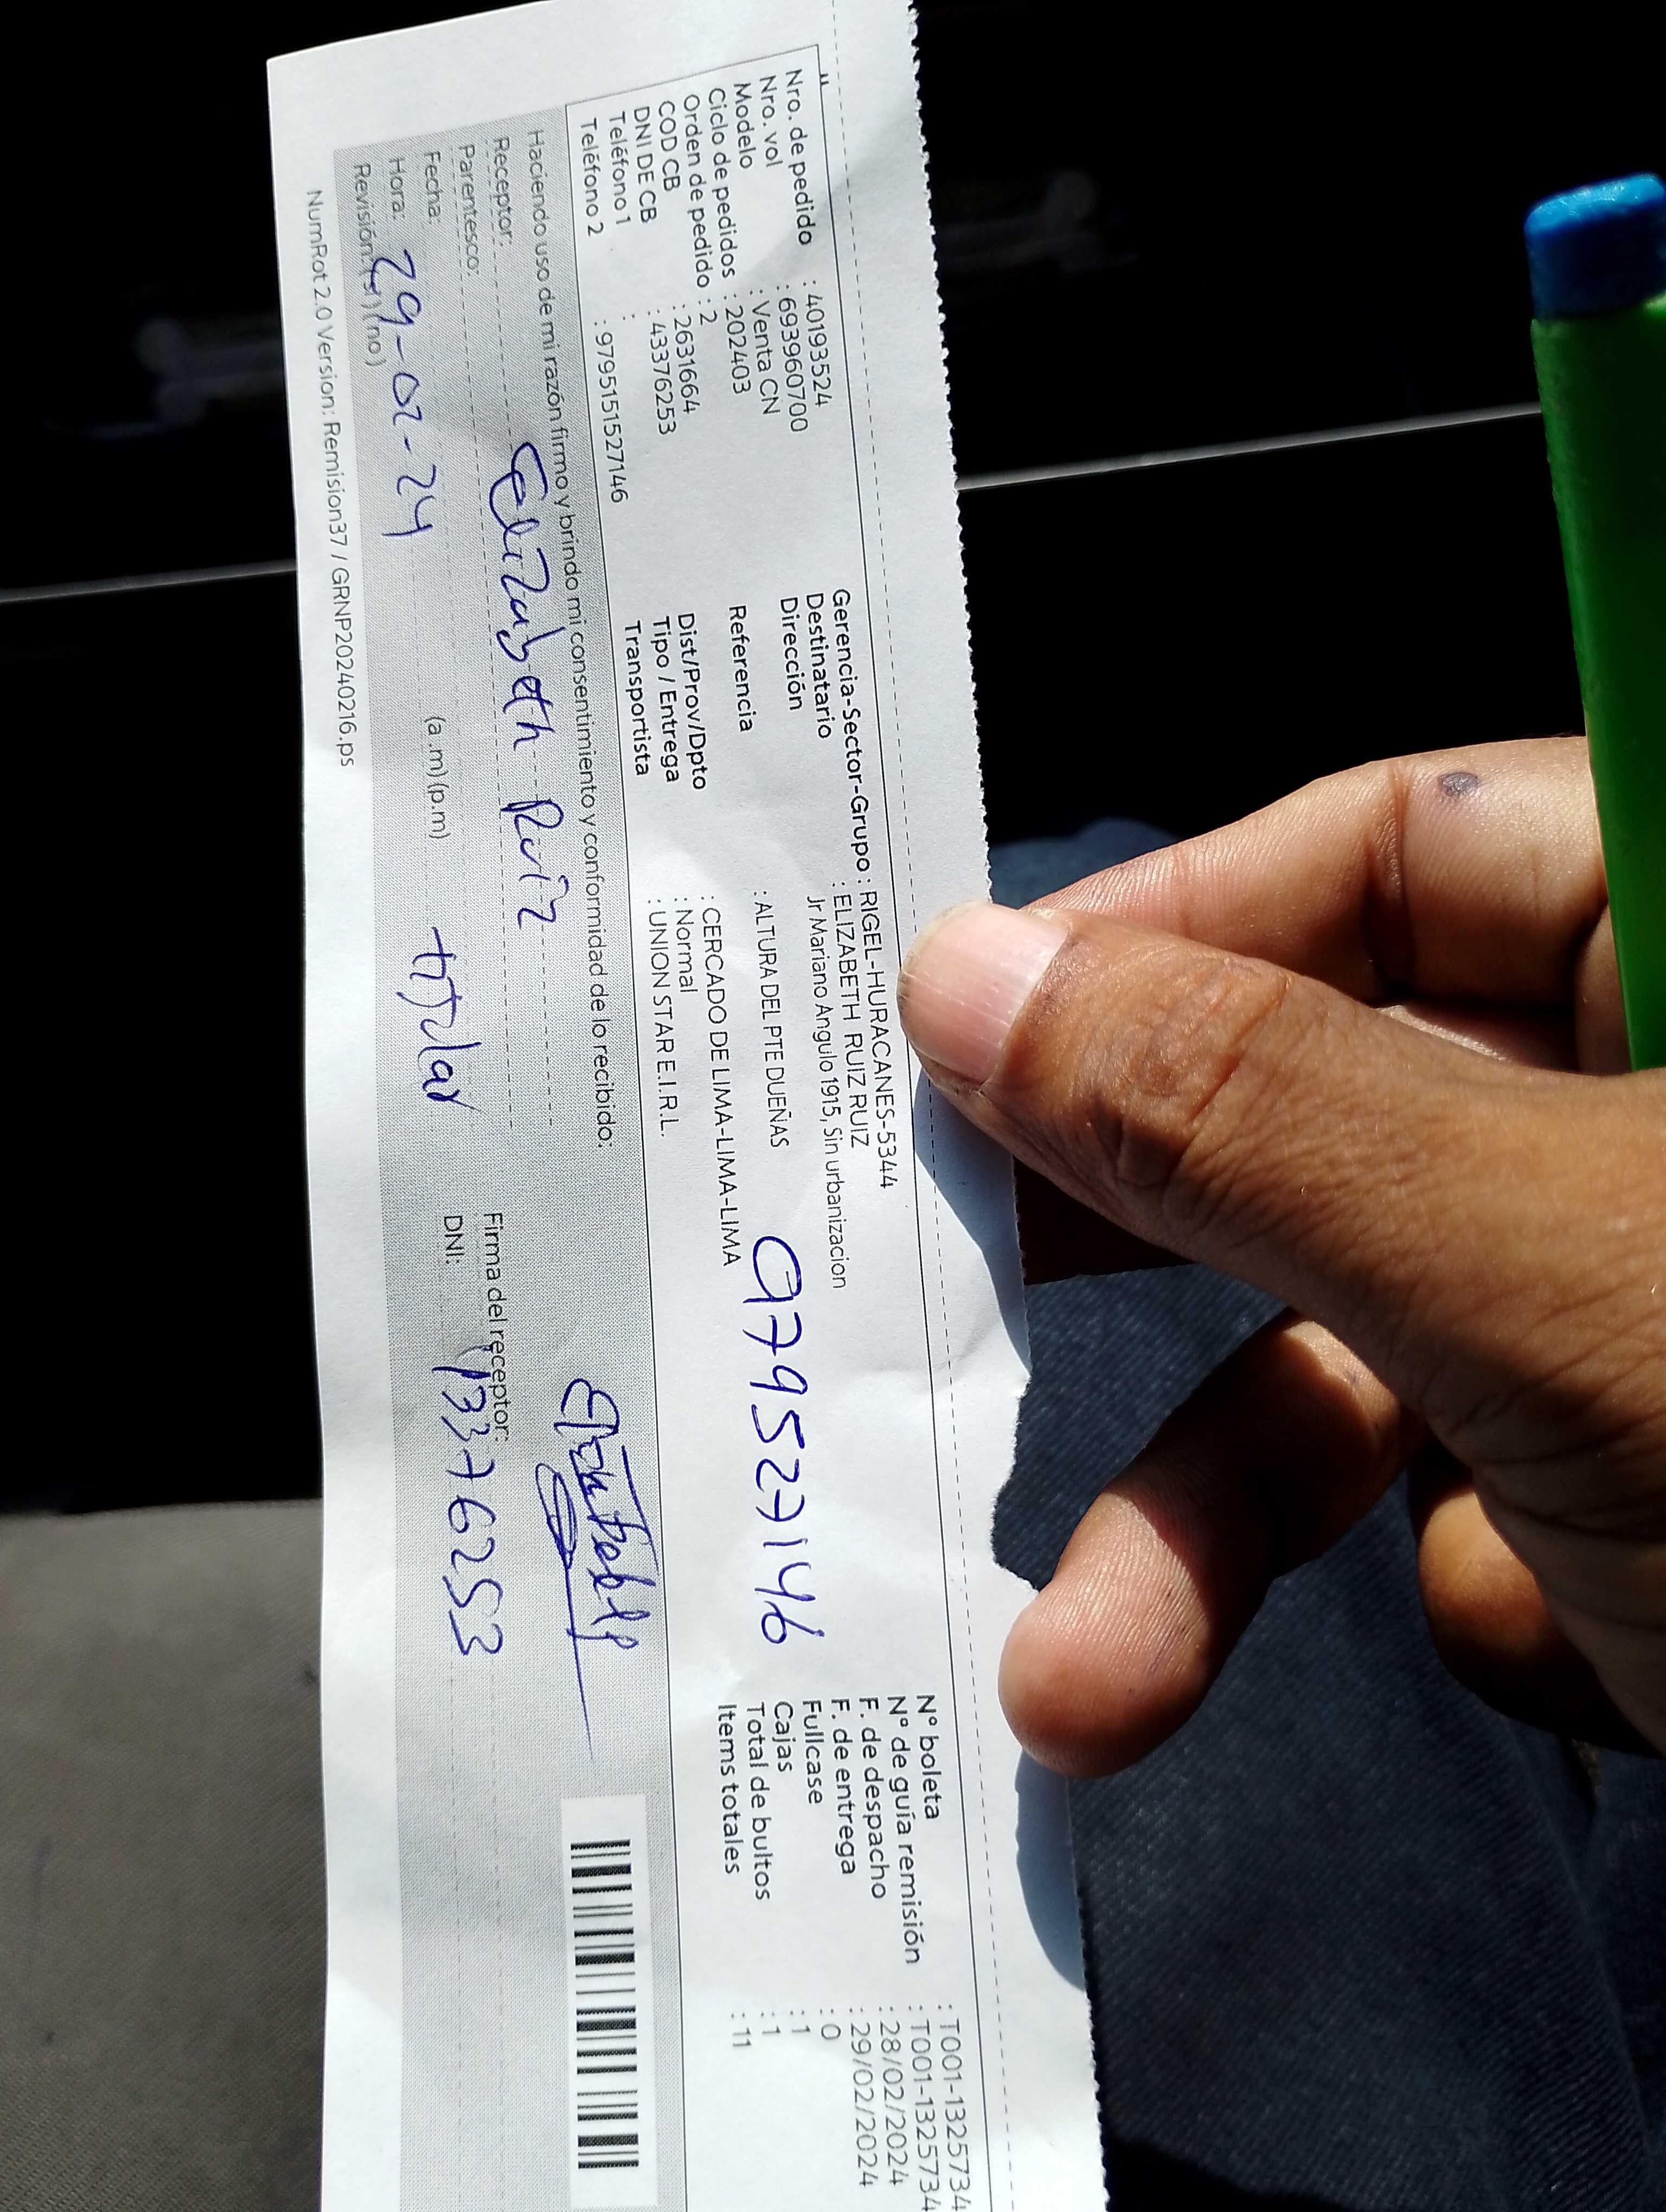 Nro. de pedido : 40193524
Nro. vol : 693960700
Modelo : Venta CN
Ciclo de pedidos : 202403
Orden de pedido : 2
COD CB : 2631664
DNI DE CB : 43376253
Teléfono 1 :
Teléfono 2 : 979515152 7146
Gerencia-Sector-Grupo : RIGEL-HURACANES-5344
Destinatario : ELIZABETH RUIZ RUIZ
Dirección Jr Mariano Angulo 1915, Sin urbanizacion
Referencia : ALTURA DEL PTE DUEÑAS
979527146
Dist/Prov/Dpto : CERCADO DE LIMA-LIMA-LIMA
Tipo / Entrega : Normal
Transportista : UNION STAR E.I.R.L.
Nº boleta : T001-1325734
Nº de guía remisión : T001-1325734
F. de despacho : 28/02/2024
F. de entrega : 29/02/2024
Fullcase : 0
Cajas : 1
Total de bultos : 1
Items totales : 11
Haciendo uso de mi razón firmo y brindo mi consentimiento y conformidad de lo recibido:
Receptor: Elizabeth Ruiz
Parentesco: titular
Fecha: 29-02-24
Hora: (a.m) (p.m)
Revisión: (si) (no)
Firma del receptor:
DNI: 43376253
NumRot 2.0 Version: Remision37 / GRNP20240216.ps